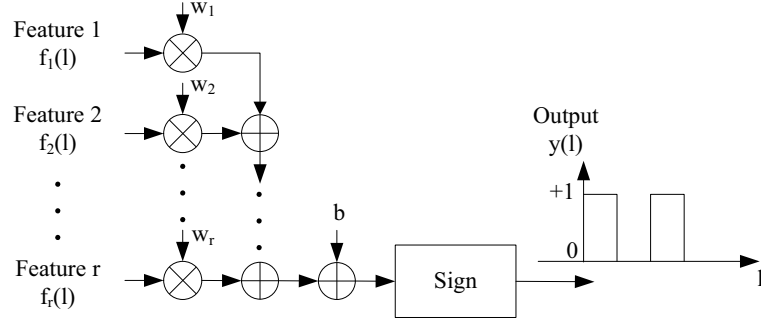 Feature 1
f1(l)
w1
Feature 2
f2(l)
w2
Feature r
fr(l)
wr
b
Sign
Output
y(l)
+1
0
l